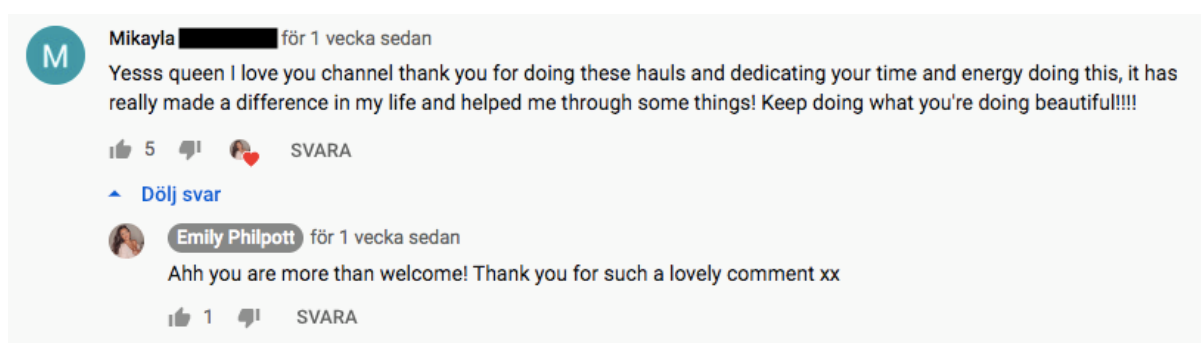 M
Mikayla för 1 vecka sedan
Yesss queen I love you channel thank you for doing these hauls and dedicating your time and energy doing this, it has
really made a difference in my life and helped me through some things! Keep doing what you're doing beautiful!!!!
5 SVARA
Dölj svar
Emily Philpott för 1 vecka sedan
Ahh you are more than welcome! Thank you for such a lovely comment xx
1 SVARA